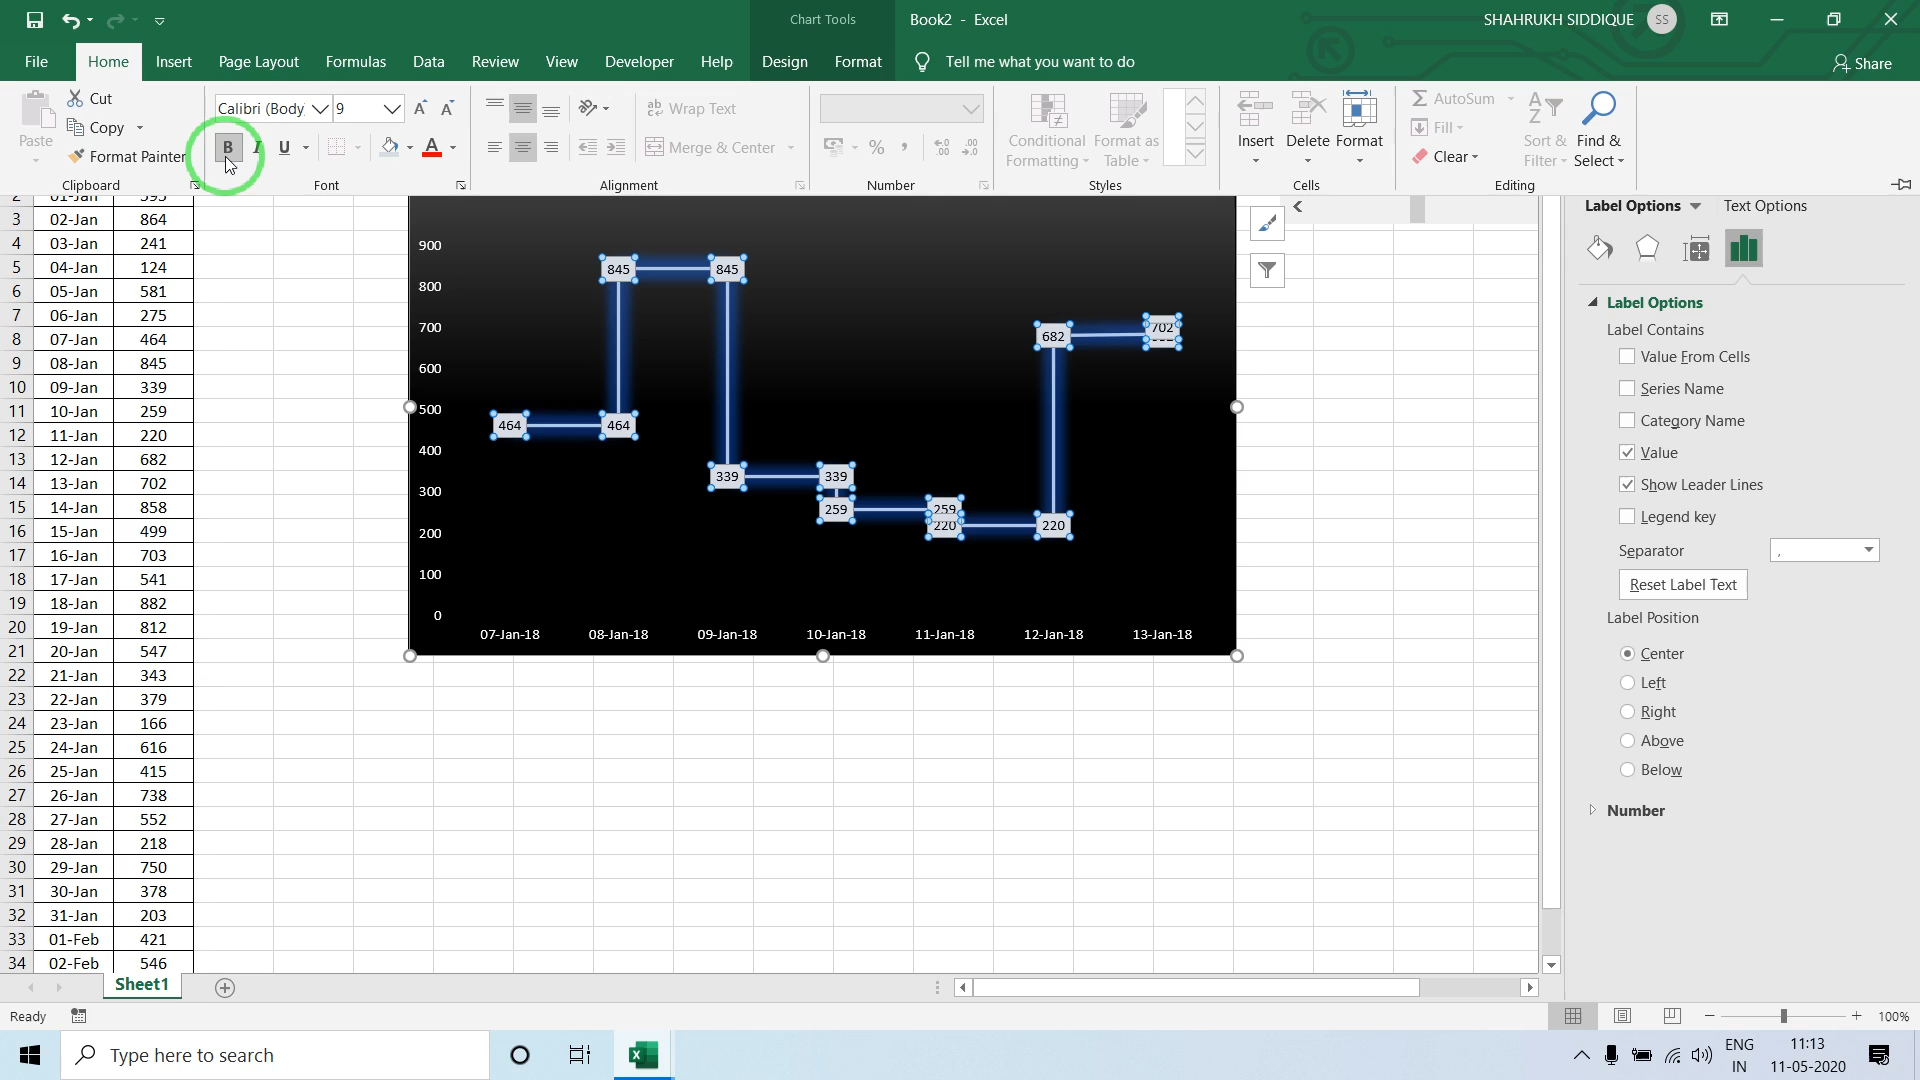 Chart Tools
Book2 - Excel
SHAHRUKH SIDDIQUE
SS
File
Home
Insert
Page Layout
Formulas
Data
Review
View
Developer
Help
Design
Format
Tell me what you want to do
Share
Paste
Cut
Copy
Format Painter
Clipboard
Calibri (Body
9
B I U
A
Font
ab Wrap Text
Merge & Center
Alignment
%
Number
Conditional
Formatting
Format as
Table
Styles
Insert
Delete
Format
Cells
AutoSum
Fill
Clear
Sort &
Filter
Find &
Select
Editing
2 01-Jan 595
3 02-Jan 864
4 03-Jan 241
5 04-Jan 124
6 05-Jan 581
7 06-Jan 275
8 07-Jan 464
9 08-Jan 845
10 09-Jan 339
11 10-Jan 259
12 11-Jan 220
13 12-Jan 682
14 13-Jan 702
15 14-Jan 858
16 15-Jan 499
17 16-Jan 703
18 17-Jan 541
19 18-Jan 882
20 19-Jan 812
21 20-Jan 547
22 21-Jan 343
23 22-Jan 379
24 23-Jan 166
25 24-Jan 616
26 25-Jan 415
27 26-Jan 738
28 27-Jan 552
29 28-Jan 218
30 29-Jan 750
31 30-Jan 378
32 31-Jan 203
33 01-Feb 421
34 02-Feb 546
900
800
700
600
500
400
300
200
100
0
845 845
682 702
464 464
339 339
259 259
220 220
07-Jan-18 08-Jan-18 09-Jan-18 10-Jan-18 11-Jan-18 12-Jan-18 13-Jan-18
Label Options
Text Options
Label Options
Label Contains
Value From Cells
Series Name
Category Name
Value
Show Leader Lines
Legend key
Separator ,
Reset Label Text
Label Position
Center
Left
Right
Above
Below
Number
Sheet1
Ready
100%
Type here to search
ENG
IN
11:13
11-05-2020